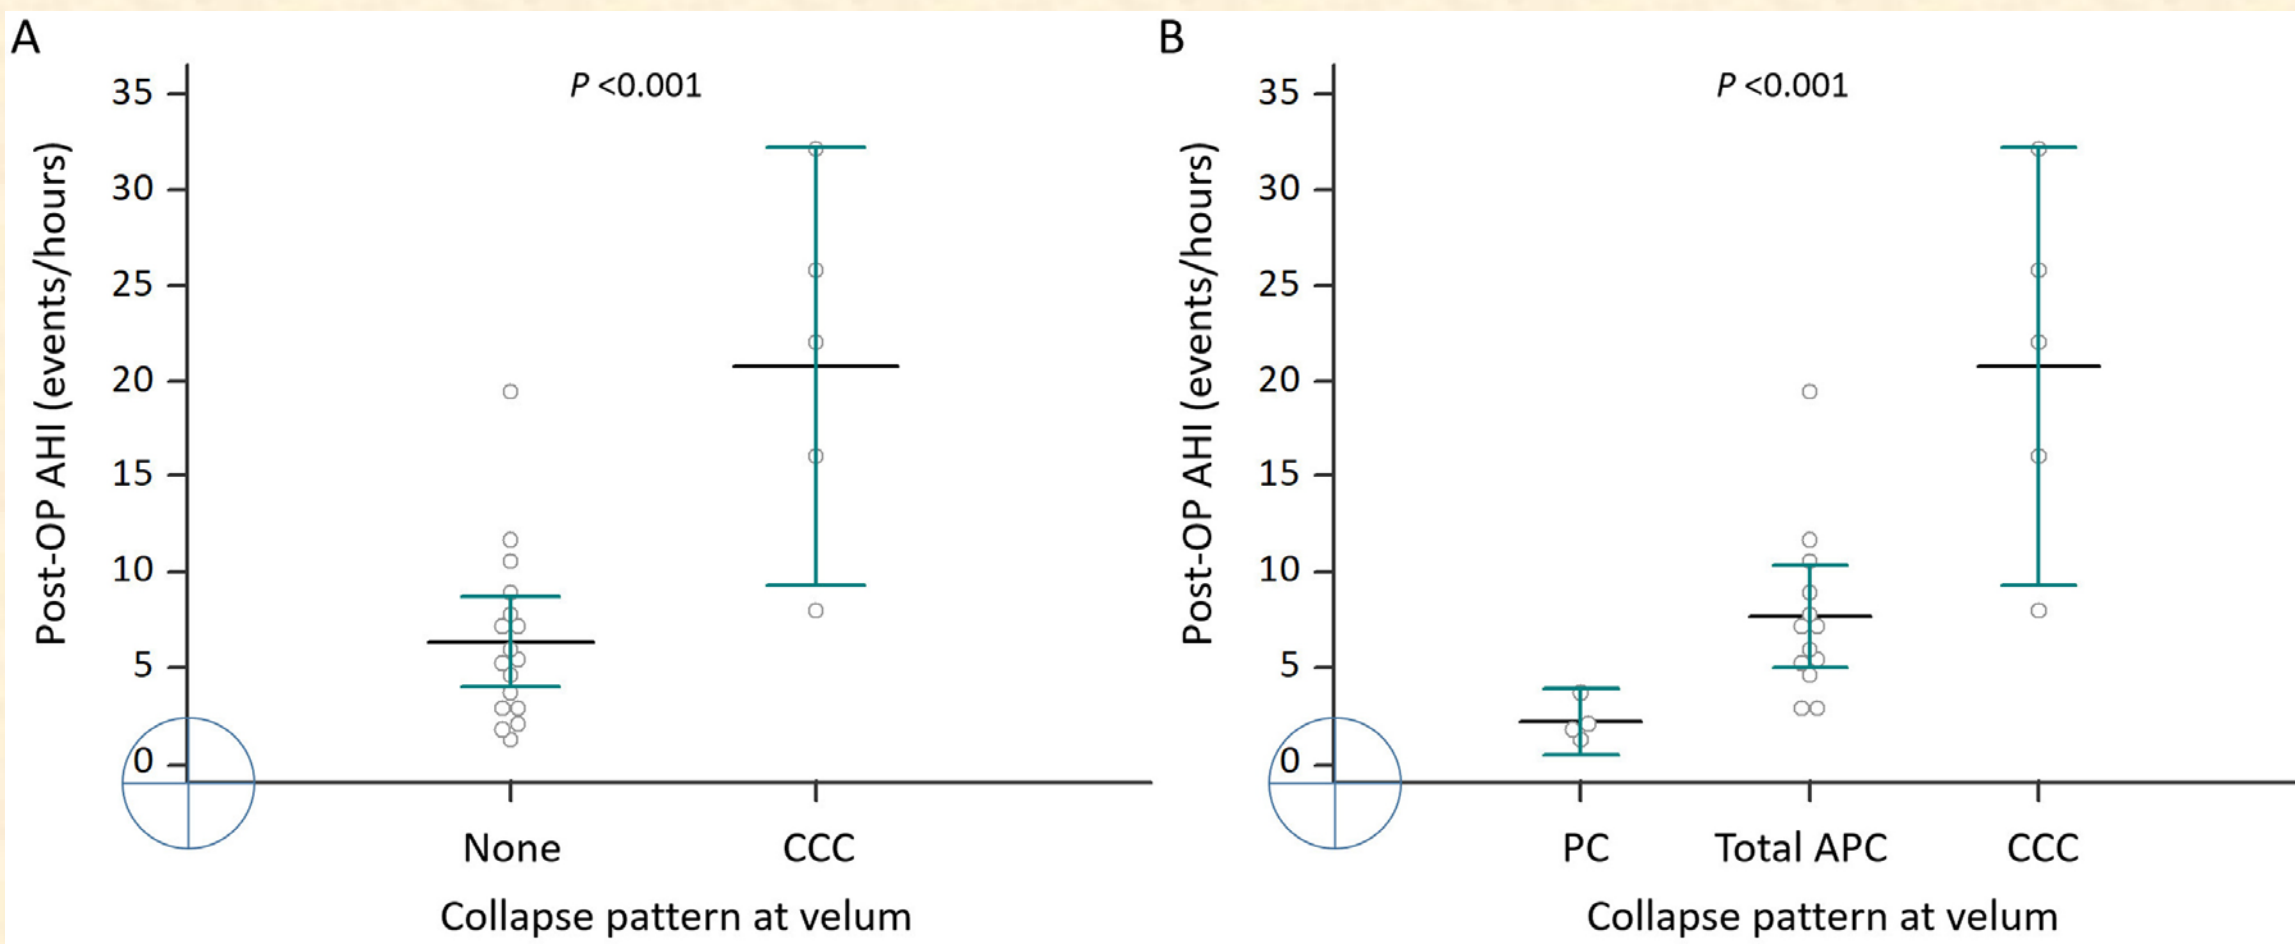 A
P <0.001
Post-OP AHI (events/hours)
35
30
25
20
15
10
5
0
None CCC
Collapse pattern at velum
B
P <0.001
Post-OP AHI (events/hours)
35
30
25
20
15
10
5
0
PC Total APC CCC
Collapse pattern at velum